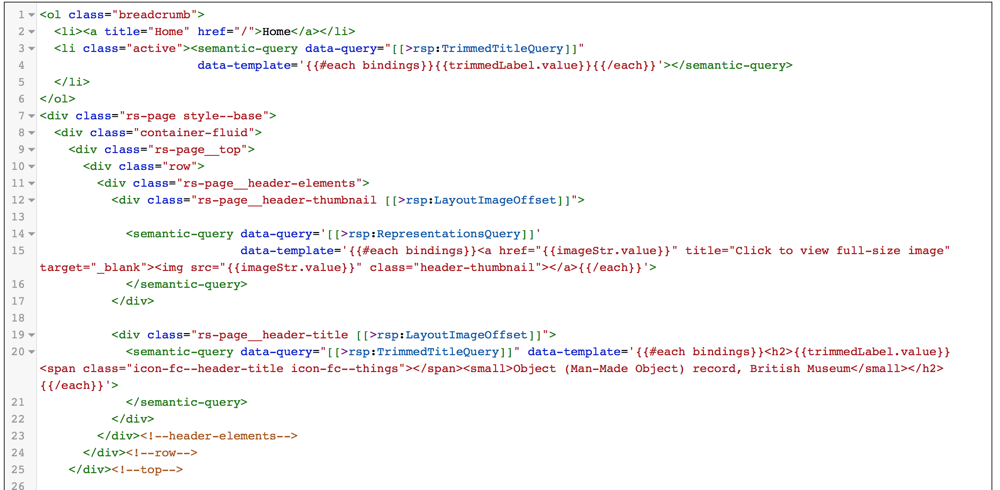 1 <ol class="breadcrumb">
2   <li><a title="Home" href="/">Home</a></li>
3   <li class="active"><semantic-query data-query="[[>rsp:TrimmedTitleQuery]]"
4                       data-template='{{#each bindings}}{{trimmedLabel.value}}{{/each}}'></semantic-query>
5   </li>
6 </ol>
7 <div class="rs-page style--base">
8   <div class="container-fluid">
9     <div class="rs-page__top">
10       <div class="row">
11         <div class="rs-page__header-elements">
12           <div class="rs-page__header-thumbnail [[>rsp:LayoutImageOffset]]">
13
14             <semantic-query data-query='[[>rsp:RepresentationsQuery]]'
15                             data-template='{{#each bindings}}<a href="{{imageStr.value}}" title="Click to view full-size image"
target="_blank"><img src="{{imageStr.value}}" class="header-thumbnail"></a>{{/each}}'>
16             </semantic-query>
17           </div>
18
19           <div class="rs-page__header-title [[>rsp:LayoutImageOffset]]">
20             <semantic-query data-query="[[>rsp:TrimmedTitleQuery]]" data-template='{{#each bindings}}<h2>{{trimmedLabel.value}}
<span class="icon-fc--header-title icon-fc--things"></span><small>Object (Man-Made Object) record, British Museum</small></h2>
{{/each}}'>
21             </semantic-query>
22           </div>
23         </div><!--header-elements-->
24       </div><!--row-->
25     </div><!--top-->
26